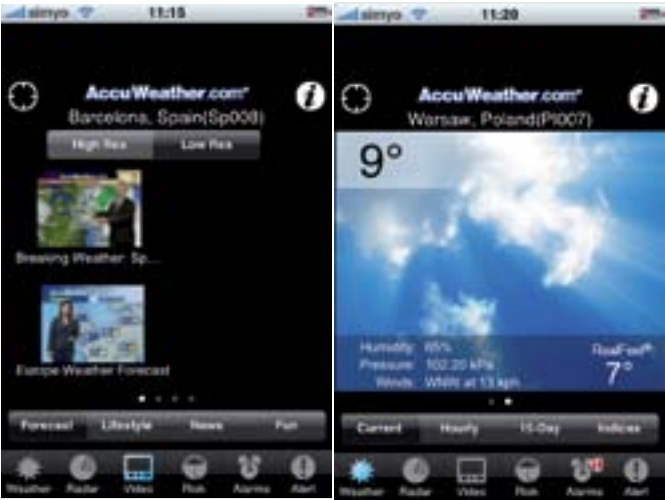 simyo 11:15
AccuWeather.com®
Barcelona, Spain(Sp008)
High Res Low Res
Breaking Weather: Sp...
Europe Weather Forecast
Forecast Lifestyle News Fun
Weather Radar Video Risk Alarms Alert
simyo 11:20
AccuWeather.com®
Warsaw, Poland(Pl007)
9°
Humidity: 65%
Pressure: 102.20 kPa
Winds: WNW at 13 kph
RealFeel®
7°
Current Hourly 15-Day Indices
Weather Radar Video Risk Alarms Alert